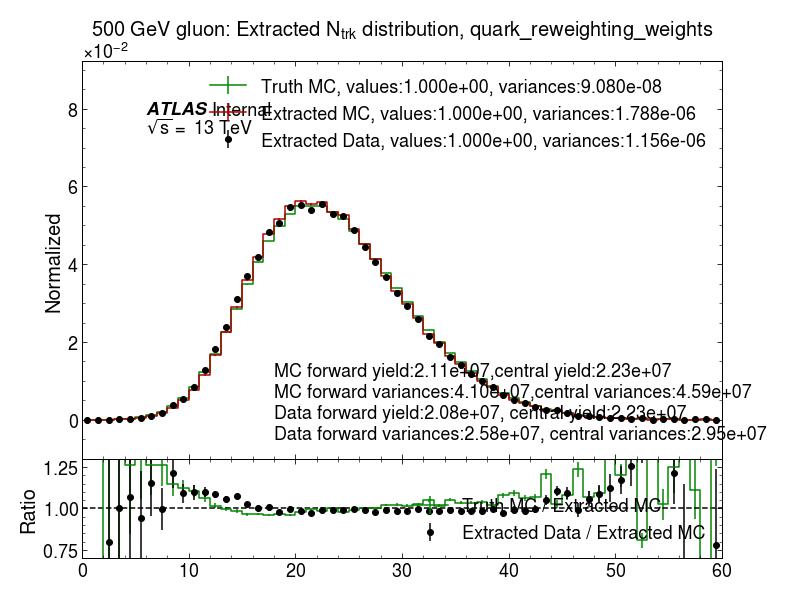 500 GeV gluon: Extracted Ntrk distribution, quark_reweighting_weights
×10−2
Truth MC, values:1.000e+00, variances:9.080e-08
ATLAS Internal
Extracted MC, values:1.000e+00, variances:1.788e-06
√s = 13 TeV
Extracted Data, values:1.000e+00, variances:1.156e-06
8
6
4
2
0
Normalized
MC forward yield:2.11e+07,central yield:2.23e+07
MC forward variances:4.10e+07,central variances:4.59e+07
Data forward yield:2.08e+07, central yield:2.23e+07
Data forward variances:2.58e+07, central variances:2.95e+07
1.25
1.00
0.75
Ratio
Truth MC / Extracted MC
Extracted Data / Extracted MC
0 10 20 30 40 50 60